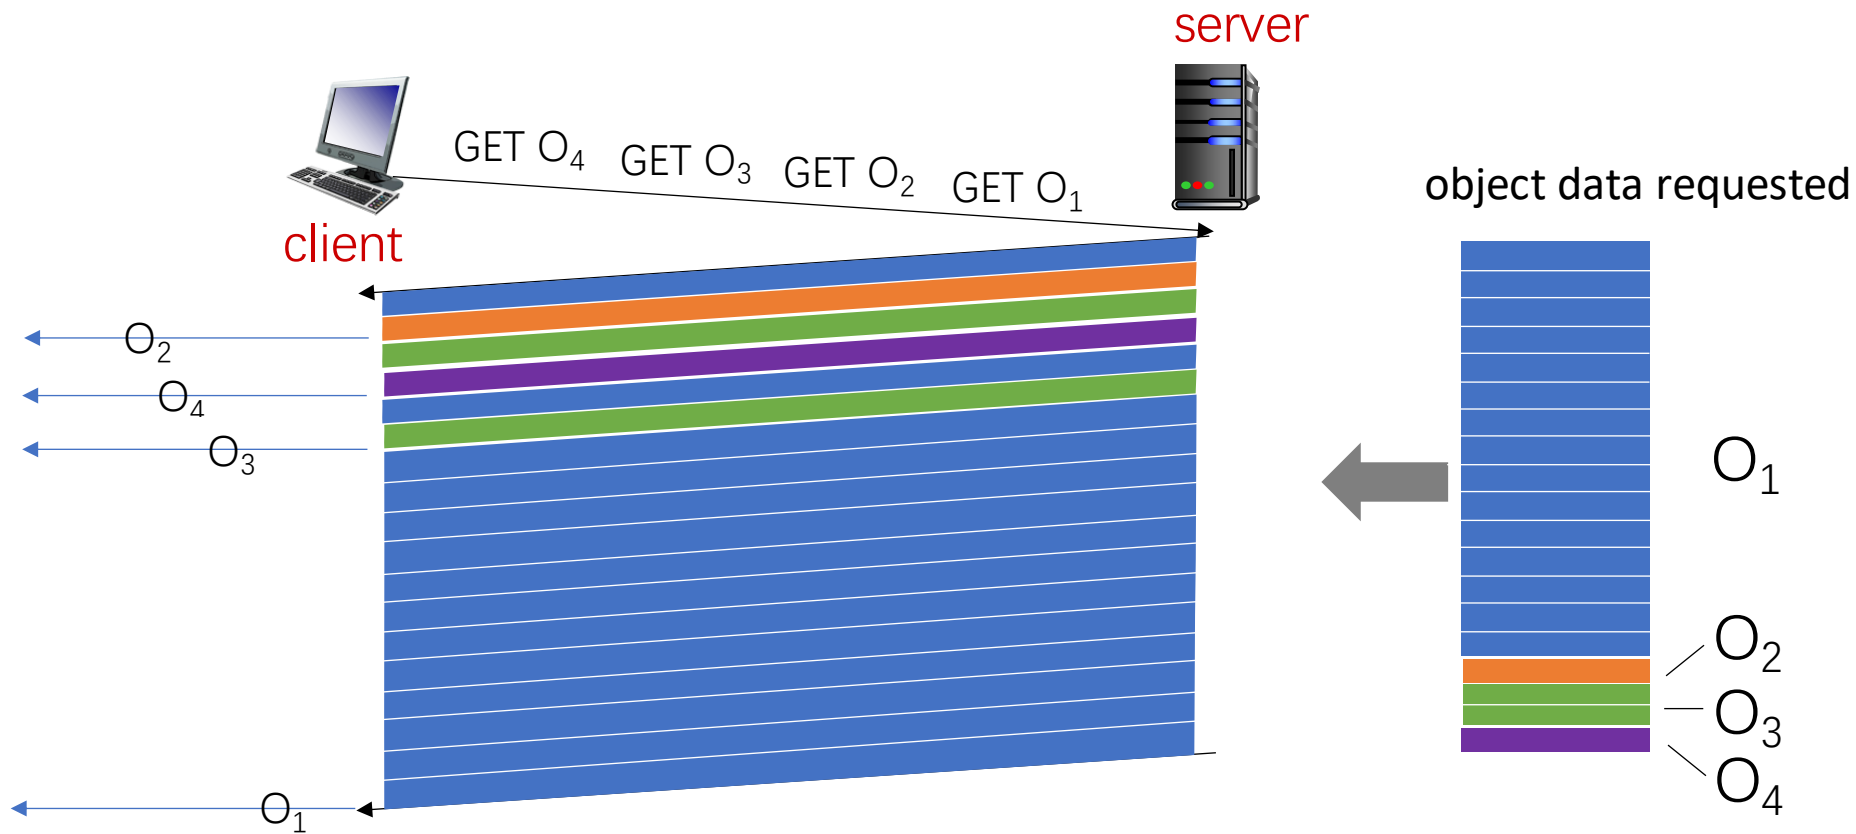 server
GET O₄ GET O₃ GET O₂ GET O₁
object data requested
client
O₂
O₄
O₃
O₁
O₁
O₂
O₃
O₄